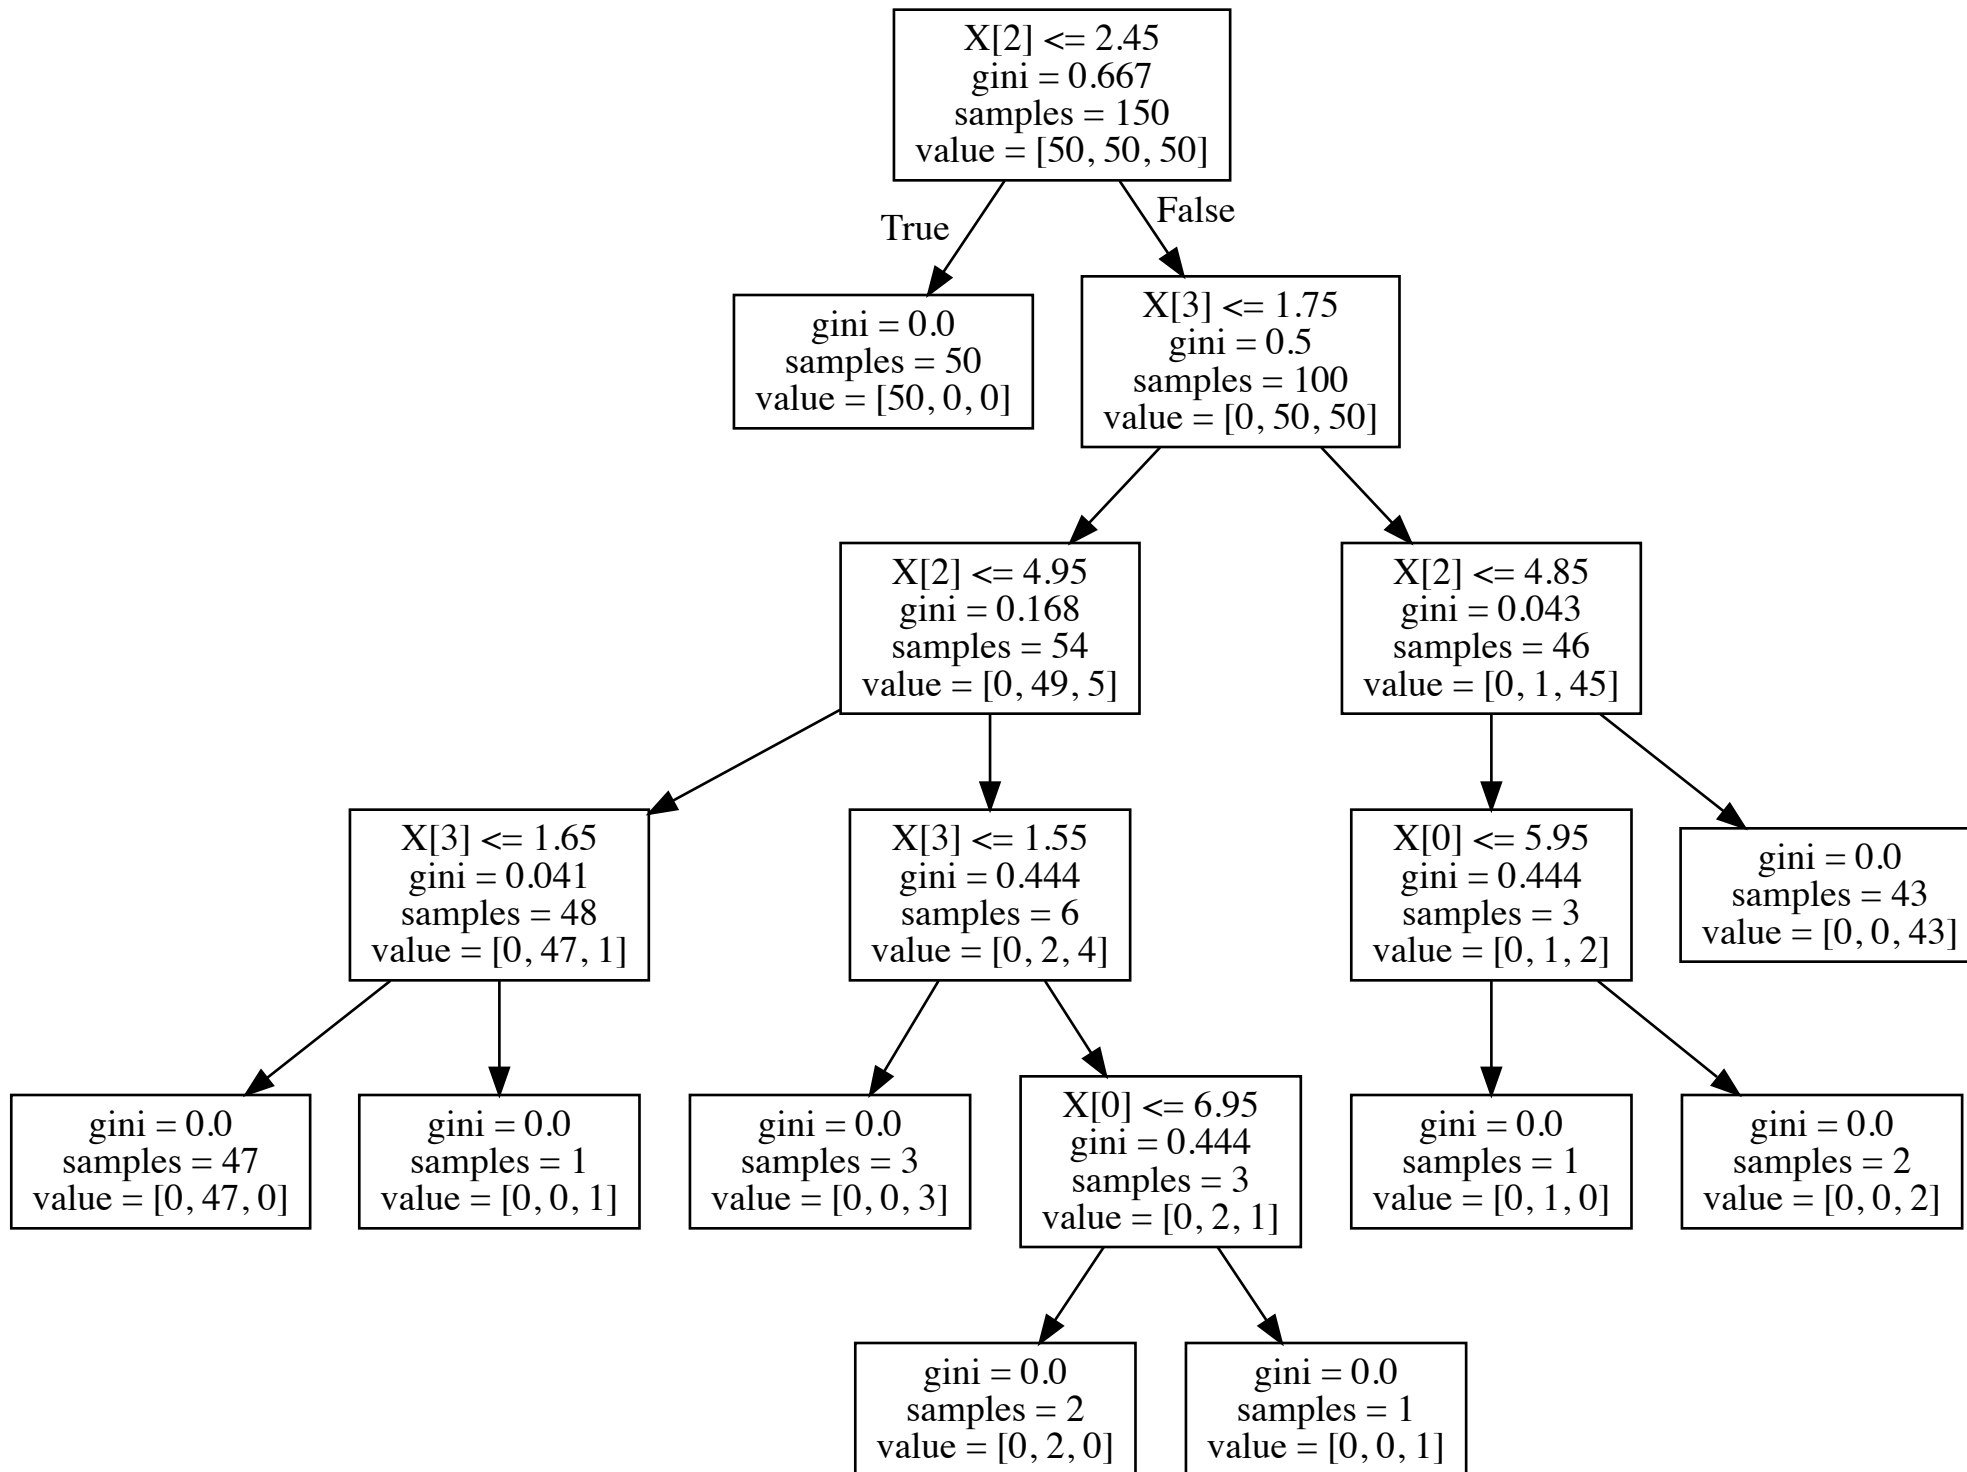 X[2] <= 2.45
gini = 0.667
samples = 150
value = [50, 50, 50]
True
False
gini = 0.0
samples = 50
value = [50, 0, 0]
X[3] <= 1.75
gini = 0.5
samples = 100
value = [0, 50, 50]
X[2] <= 4.95
gini = 0.168
samples = 54
value = [0, 49, 5]
X[2] <= 4.85
gini = 0.043
samples = 46
value = [0, 1, 45]
X[3] <= 1.65
gini = 0.041
samples = 48
value = [0, 47, 1]
X[3] <= 1.55
gini = 0.444
samples = 6
value = [0, 2, 4]
X[0] <= 5.95
gini = 0.444
samples = 3
value = [0, 1, 2]
gini = 0.0
samples = 43
value = [0, 0, 43]
gini = 0.0
samples = 47
value = [0, 47, 0]
gini = 0.0
samples = 1
value = [0, 0, 1]
gini = 0.0
samples = 3
value = [0, 0, 3]
X[0] <= 6.95
gini = 0.444
samples = 3
value = [0, 2, 1]
gini = 0.0
samples = 1
value = [0, 1, 0]
gini = 0.0
samples = 2
value = [0, 0, 2]
gini = 0.0
samples = 2
value = [0, 2, 0]
gini = 0.0
samples = 1
value = [0, 0, 1]